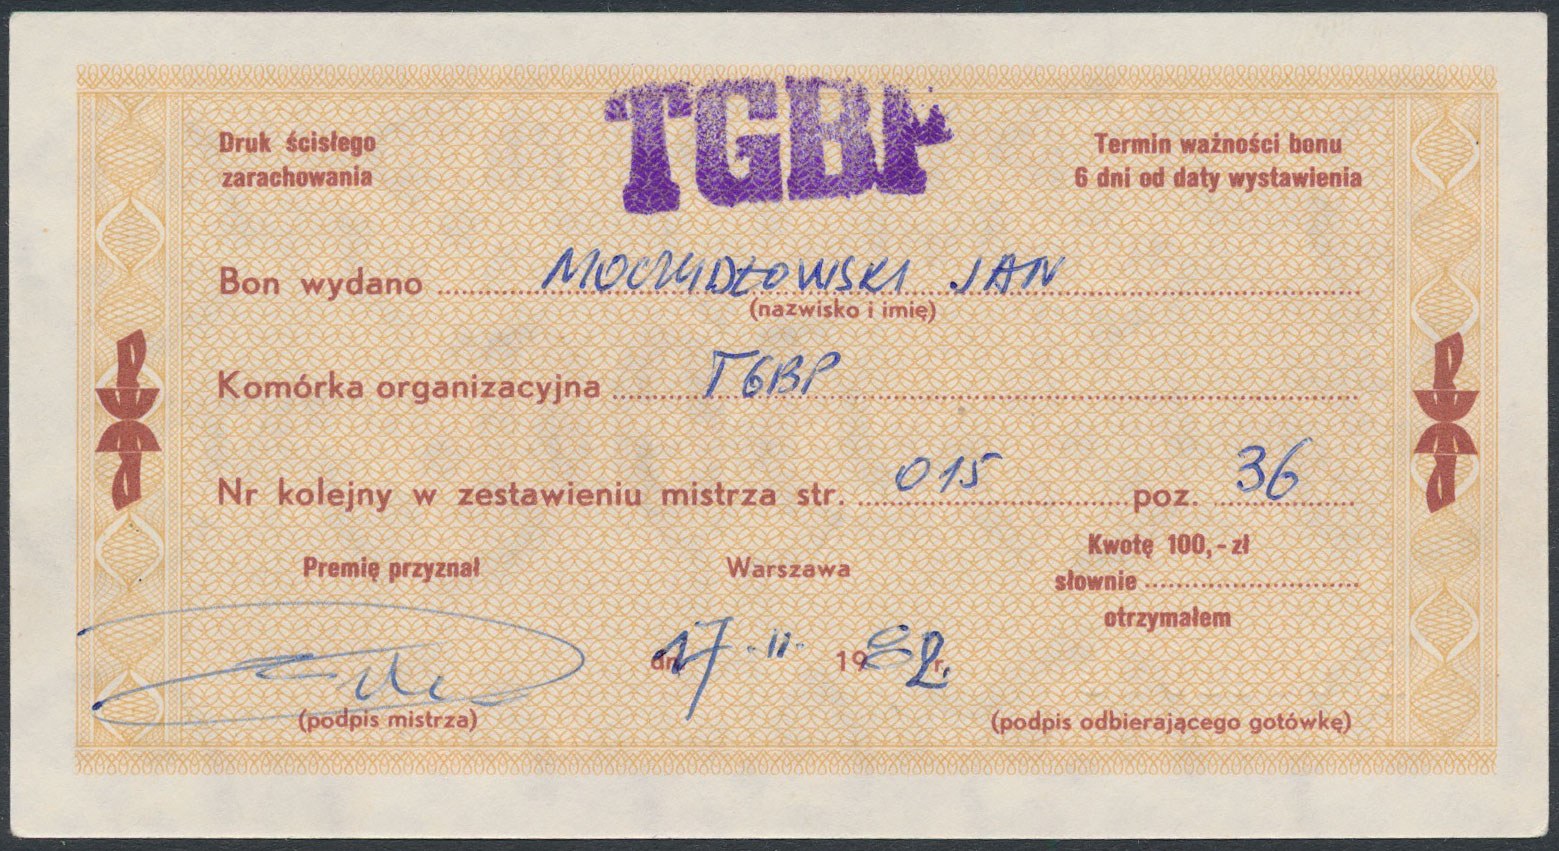 TGBP
Druk ścisłego
zarachowania
Termin ważności bonu
6 dni od daty wystawienia
Bon wydano MOCZYDŁOWSKI JAN
(nazwisko i imię)
Komórka organizacyjna TGBP
Nr kolejny w zestawieniu mistrza str. 015 poz. 36
Premię przyznał
Warszawa
Kwotę 100,- zł
słownie
otrzymałem
dn. 17 - II - 1982 r.
(podpis mistrza)
(podpis odbierającego gotówkę)